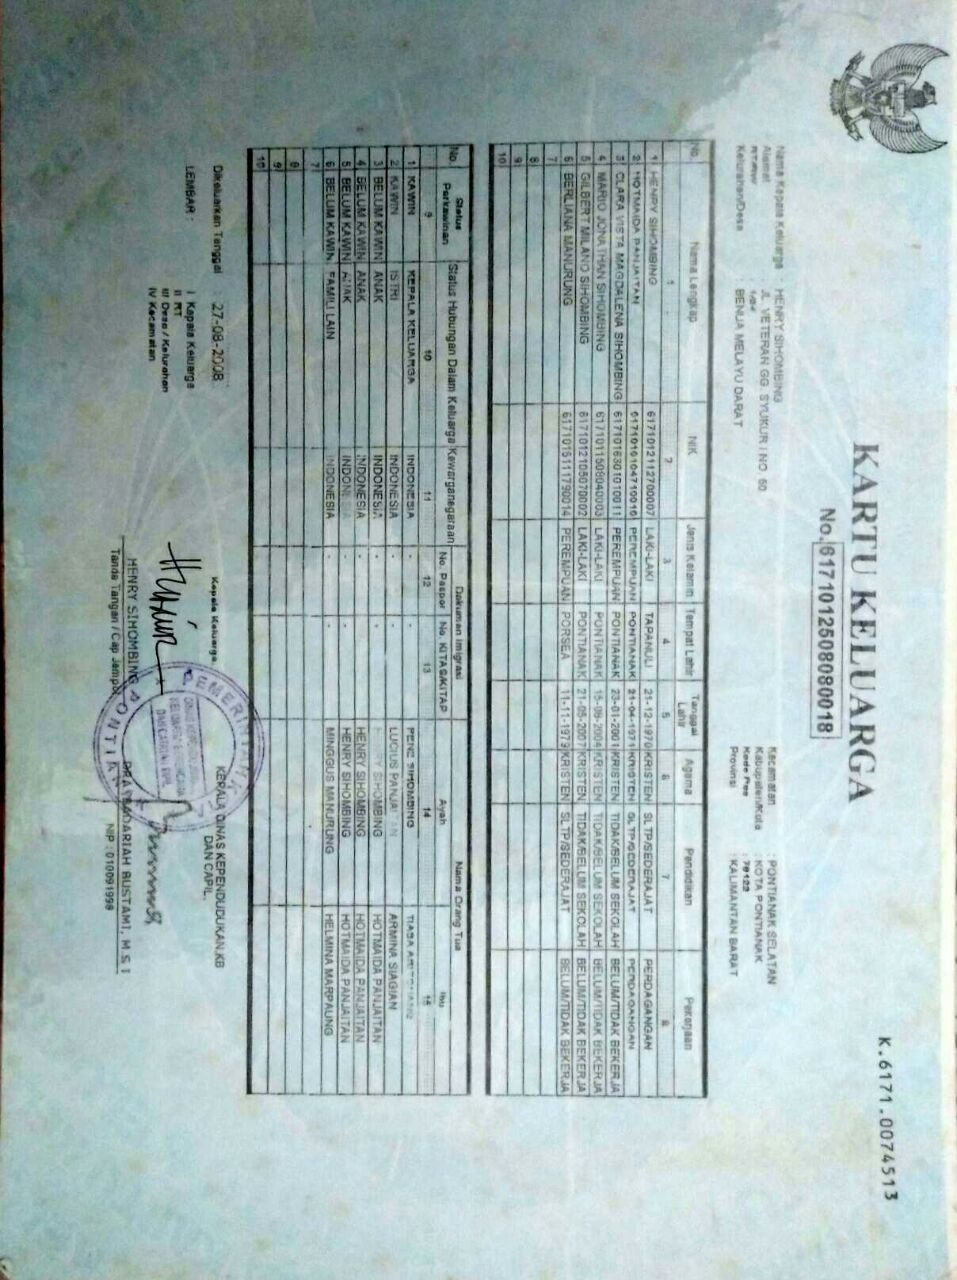 K.6171.0074513
KARTU KELUARGA
No. 6171012508080018
Nama Kepala Keluarga : HENRY SIHOMBING
Alamat : JL. VETERAN GG. SYUKUR I NO. 60
RT/RW
Kelurahan/Desa : BENUA MELAYU DARAT
Kecamatan : PONTIANAK SELATAN
Kabupaten/Kota : KOTA PONTIANAK
Kode Pos : 78122
Provinsi : KALIMANTAN BARAT
No. Nama Lengkap NIK Jenis Kelamin Tempat Lahir Tanggal Lahir Agama Pendidikan Pekerjaan
1 2 3 4 5 6 7 8
1 HENRY SIHOMBING 6171012112700007 LAKI-LAKI TAPANULI 21-12-1970 KRISTEN SLTP/SEDERAJAT PERDAGANGAN
2 HOTMAIDA PANJAITAN PEREMPUAN PONTIANAK 21-04-1971 KRISTEN SLTP/SEDERAJAT PERDAGANGAN
3 CLARA VISTA MAGDALENA SIHOMBING 6171016301010011 PEREMPUAN PONTIANAK 23-01-2001 KRISTEN TIDAK/BELUM SEKOLAH BELUM/TIDAK BEKERJA
4 MARIO JONATHAN SIHOMBING 6171011508040003 LAKI-LAKI PONTIANAK 15-08-2004 KRISTEN TIDAK/BELUM SEKOLAH BELUM/TIDAK BEKERJA
5 GILBERT MILANO SIHOMBING 6171012105070002 LAKI-LAKI PONTIANAK 21-05-2007 KRISTEN TIDAK/BELUM SEKOLAH BELUM/TIDAK BEKERJA
6 BERLIANA MANURUNG 6171015111790014 PEREMPUAN PORSEA 11-11-1979 KRISTEN SLTP/SEDERAJAT BELUM/TIDAK BEKERJA
7
8
9
10
No. Status Perkawinan Status Hubungan Dalam Keluarga Kewarganegaraan Dokumen Imigrasi Nama Orang Tua
No. Paspor No. KITAS/KITAP Ayah Ibu
9 10 11 12 13 14 15
1 KAWIN KEPALA KELUARGA INDONESIA - - SIHOMBING
2 KAWIN ISTRI INDONESIA LUCIUS PANJAITAN ARMINA SIAGIAN
3 BELUM KAWIN ANAK INDONESIA HENRY SIHOMBING HOTMAIDA PANJAITAN
4 BELUM KAWIN ANAK INDONESIA HENRY SIHOMBING HOTMAIDA PANJAITAN
5 BELUM KAWIN ANAK INDONESIA HENRY SIHOMBING HOTMAIDA PANJAITAN
6 BELUM KAWIN FAMILI LAIN INDONESIA MINGGUS MANURUNG HELMINA MARPAUNG
7
8
9
10
Dikeluarkan Tanggal 27-08-2008
LEMBAR : I Kepala Keluarga
II RT
III Desa / Kelurahan
IV Kecamatan
Kepala Keluarga,
HENRY SIHOMBING
Tanda Tangan / Cap Jempol
KEPALA DINAS KEPENDUDUKAN,KB
DAN CAPIL.
BUSTAMI, M.S.I
NIP : 010091998